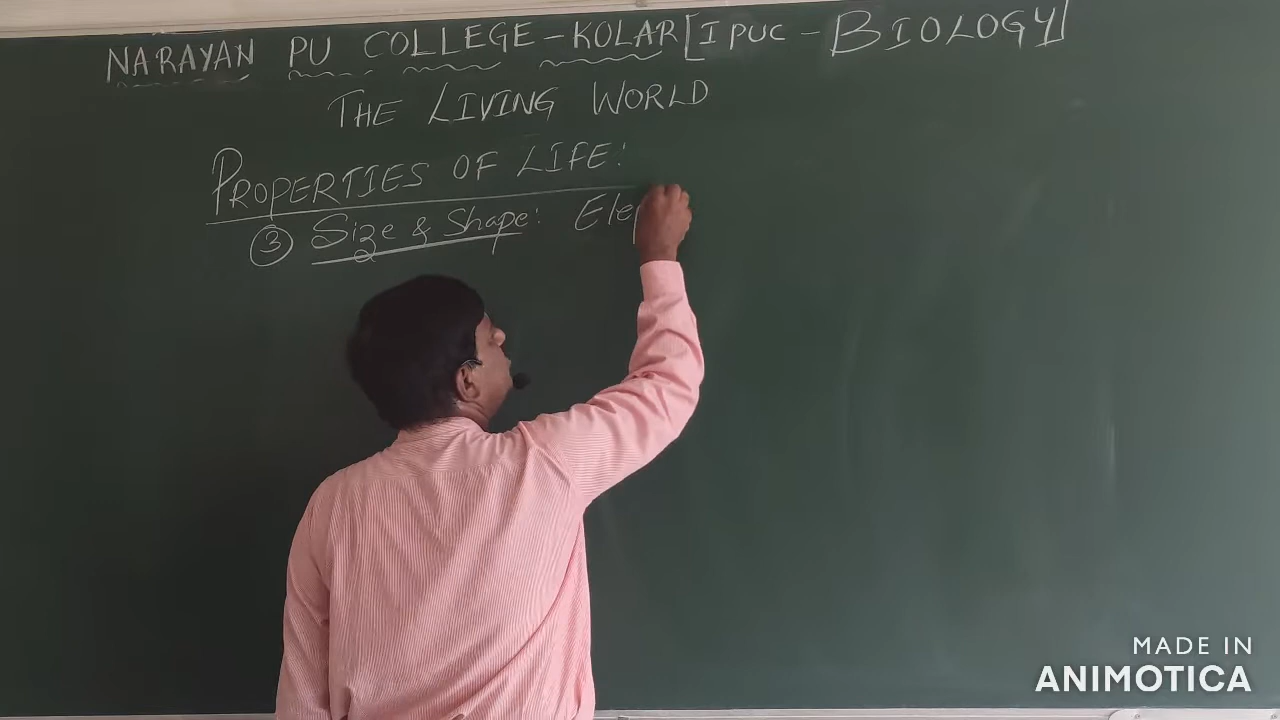 NARAYAN PU COLLEGE - KOLAR [I PUC - BIOLOGY]
THE LIVING WORLD
PROPERTIES OF LIFE:
③ Size & Shape: Ele
MADE IN
ANIMOTICA